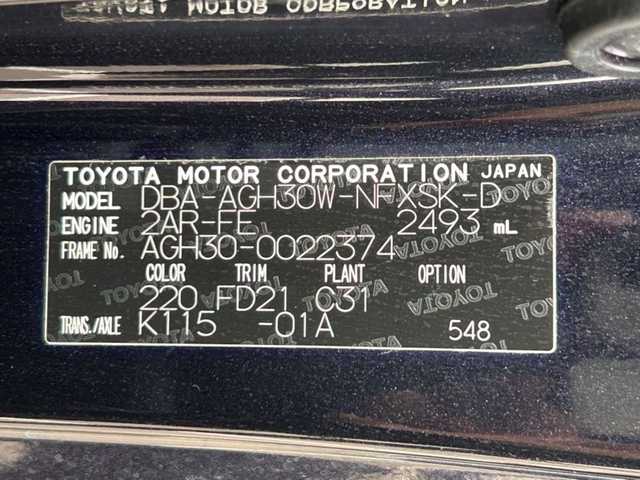 TOYOTA MOTOR CORPORATION JAPAN
MODEL DBA-AGH30W-NFXSK-D
ENGINE 2AR-FE 2493 mL
FRAME No. AGH30-0022374
COLOR TRIM PLANT OPTION
220 FD21 C31
TRANS./AXLE K115 -01A 548